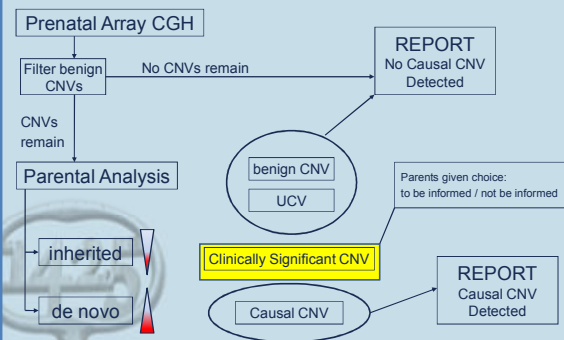 Prenatal Array CGH
Filter benign
CNVs
No CNVs remain
REPORT
No Causal CNV
Detected
CNVs
remain
Parental Analysis
benign CNV
UCV
Parents given choice:
to be informed / not be informed
inherited
Clinically Significant CNV
de novo
Causal CNV
REPORT
Causal CNV
Detected
1425